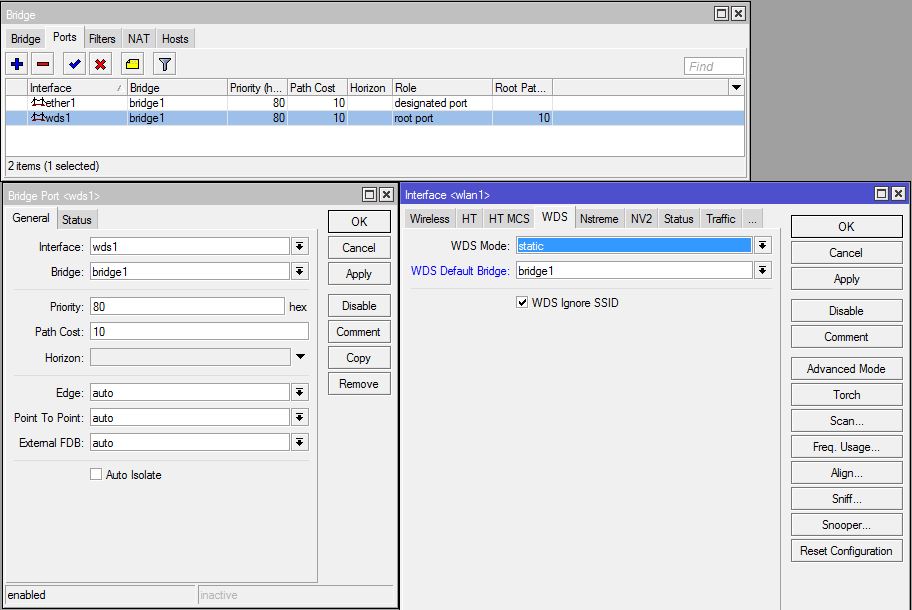 Bridge
Bridge Ports Filters NAT Hosts
Find
Interface Bridge Priority (h... Path Cost Horizon Role Root Pat...
ether1 bridge1 80 10 designated port
wds1 bridge1 80 10 root port 10
2 items (1 selected)
Bridge Port <wds1>
General Status
Interface: wds1
Bridge: bridge1
Priority: 80 hex
Path Cost: 10
Horizon:
Edge: auto
Point To Point: auto
External FDB: auto
Auto Isolate
OK
Cancel
Apply
Disable
Comment
Copy
Remove
enabled inactive
Interface <wlan1>
Wireless HT HT MCS WDS Nstreme NV2 Status Traffic ...
WDS Mode: static
WDS Default Bridge: bridge1
WDS Ignore SSID
OK
Cancel
Apply
Disable
Comment
Advanced Mode
Torch
Scan...
Freq. Usage...
Align...
Sniff...
Snooper...
Reset Configuration